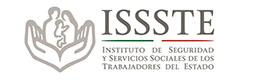 ISSSTE
INSTITUTO DE SEGURIDAD
Y SERVICIOS SOCIALES DE LOS
TRABAJADORES DEL ESTADO